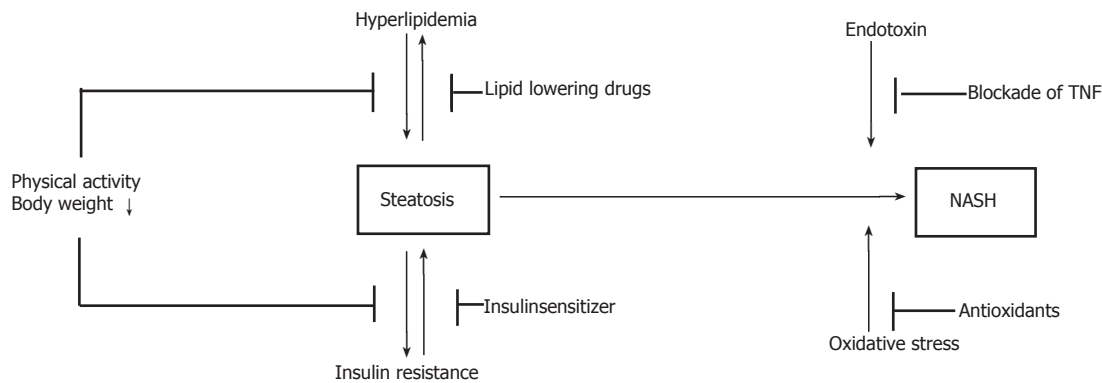 Hyperlipidemia
Endotoxin
Lipid lowering drugs
Blockade of TNF
Physical activity
Body weight ↓
Steatosis
NASH
Insulinsensitizer
Antioxidants
Oxidative stress
Insulin resistance